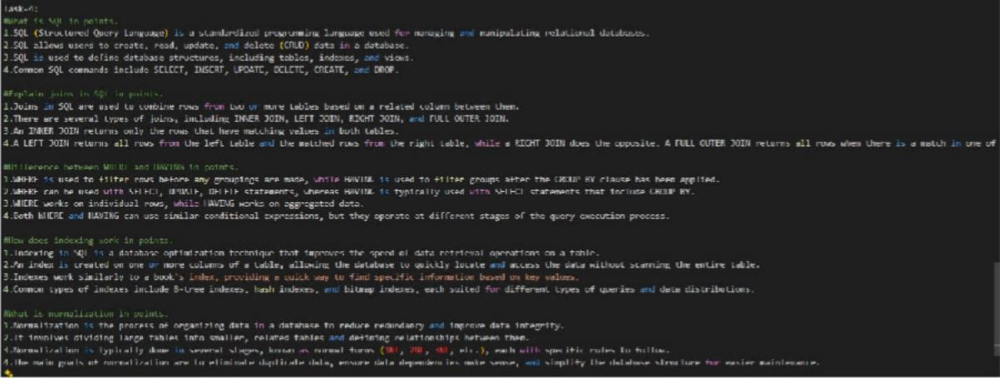 Task-4:
#What is SQL in points.
1.SQL (Structured Query Language) is a standardized programming language used for managing and manipulating relational databases.
2.SQL allows users to create, read, update, and delete (CRUD) data in a database.
3.SQL is used to define database structures, including tables, indexes, and views.
4.Common SQL commands include SELECT, INSERT, UPDATE, DELETE, CREATE, and DROP.
#Explain joins in SQL in points.
1.Joins in SQL are used to combine rows from two or more tables based on a related column between them.
2.There are several types of joins, including INNER JOIN, LEFT JOIN, RIGHT JOIN, and FULL OUTER JOIN.
3.An INNER JOIN returns only the rows that have matching values in both tables.
4.A LEFT JOIN returns all rows from the left table and the matched rows from the right table, while a RIGHT JOIN does the opposite. A FULL OUTER JOIN returns all rows when there is a match in one of
#Difference between WHERE and HAVING in points.
1.WHERE is used to filter rows before any groupings are made, while HAVING is used to filter groups after the GROUP BY clause has been applied.
2.WHERE can be used with SELECT, UPDATE, DELETE statements, whereas HAVING is typically used with SELECT statements that include GROUP BY.
3.WHERE works on individual rows, while HAVING works on aggregated data.
4.Both WHERE and HAVING can use similar conditional expressions, but they operate at different stages of the query execution process.
#How does indexing work in points.
1.Indexing in SQL is a database optimization technique that improves the speed of data retrieval operations on a table.
2.An index is created on one or more columns of a table, allowing the database to quickly locate and access the data without scanning the entire table.
3.Indexes work similarly to a book's index, providing a quick way to find specific information based on key values.
4.Common types of indexes include B-tree indexes, hash indexes, and bitmap indexes, each suited for different types of queries and data distributions.
#What is normalization in points.
1.Normalization is the process of organizing data in a database to reduce redundancy and improve data integrity.
2.It involves dividing large tables into smaller, related tables and defining relationships between them.
3.Normalization is typically done in several stages, known as normal forms (1NF, 2NF, 3NF, etc.), each with specific rules to follow.
4.The main goals of normalization are to eliminate duplicate data, ensure data dependencies make sense, and simplify the database structure for easier maintenance.